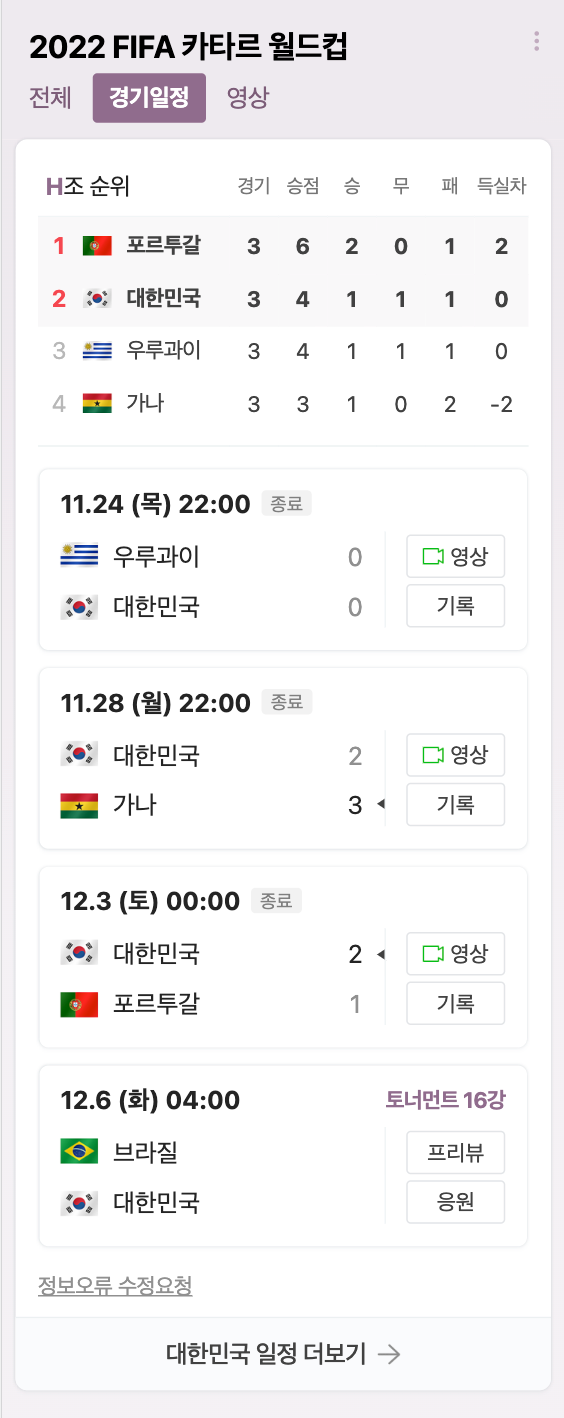 2022 FIFA 카타르 월드컵
전체 경기일정 영상
H조 순위 경기 승점 승 무 패 득실차
1 포르투갈 3 6 2 0 1 2
2 대한민국 3 4 1 1 1 0
3 우루과이 3 4 1 1 1 0
4 가나 3 3 1 0 2 -2
11.24 (목) 22:00 종료
우루과이 0 영상
대한민국 0 기록
11.28 (월) 22:00 종료
대한민국 2 영상
가나 3 기록
12.3 (토) 00:00 종료
대한민국 2 영상
포르투갈 1 기록
12.6 (화) 04:00 토너먼트 16강
브라질 프리뷰
대한민국 응원
정보오류 수정요청
대한민국 일정 더보기 →